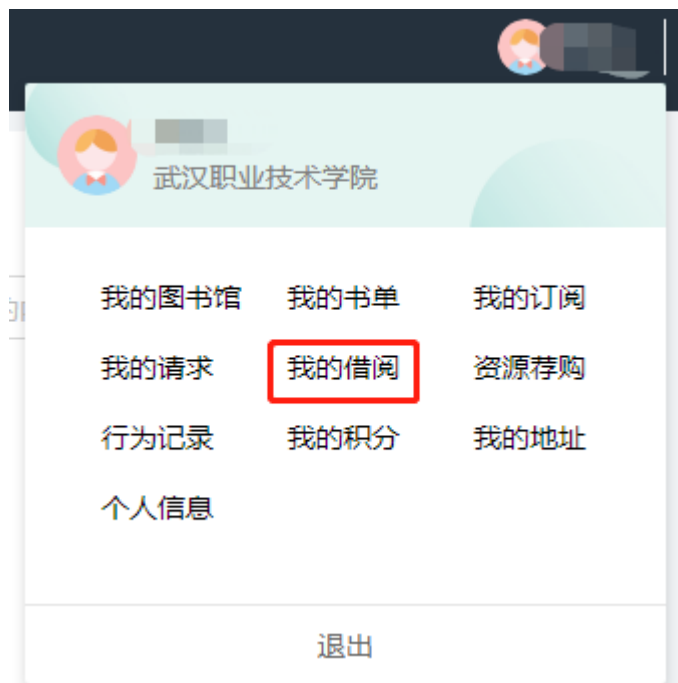 武汉职业技术学院
我的图书馆 我的书单 我的订阅
我的请求 我的借阅 资源荐购
行为记录 我的积分 我的地址
个人信息
退出